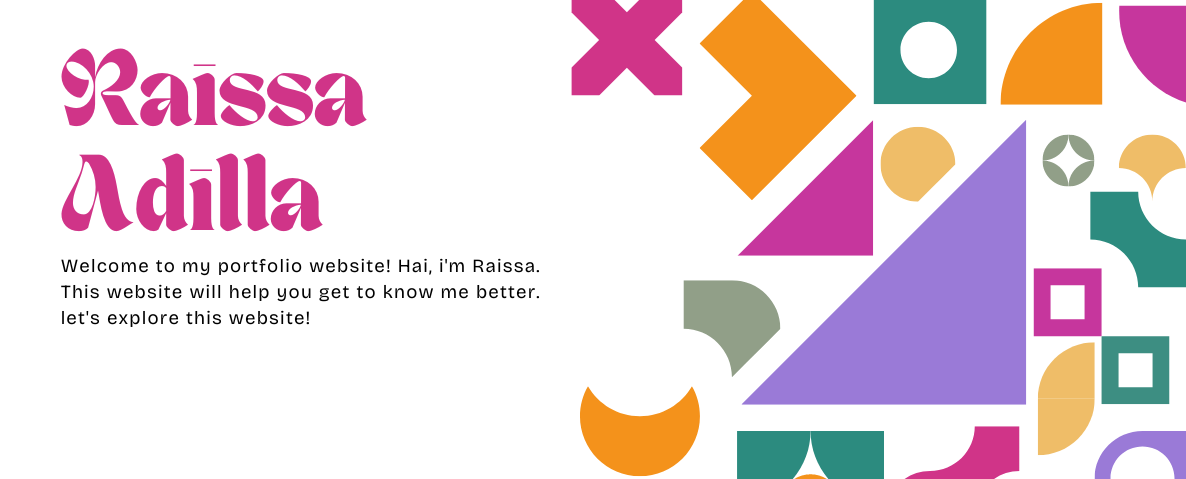 Raissa
Adilla
Welcome to my portfolio website! Hai, i'm Raissa.
This website will help you get to know me better.
let's explore this website!